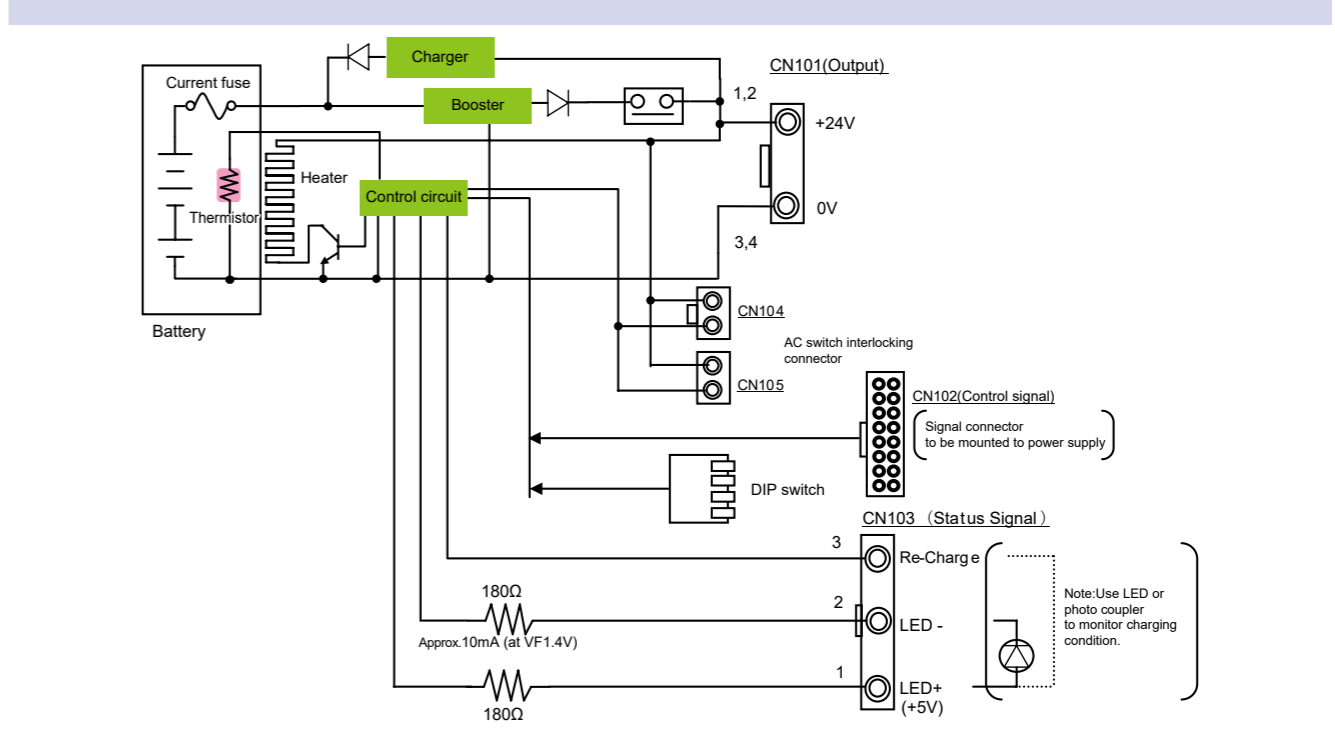 Charger
CN101(Output)
Current fuse
1,2
Booster
+24V
Heater
Control circuit
Thermistor
0V
3,4
CN104
Battery
AC switch interlocking
connector
CN105
CN102(Control signal)
Signal connector
to be mounted to power supply
DIP switch
CN103 (Status Signal)
3
Re-Charge
180Ω
2
LED -
Approx.10mA (at VF1.4V)
Note:Use LED or
photo coupler
to monitor charging
condition.
1
LED+
(+5V)
180Ω